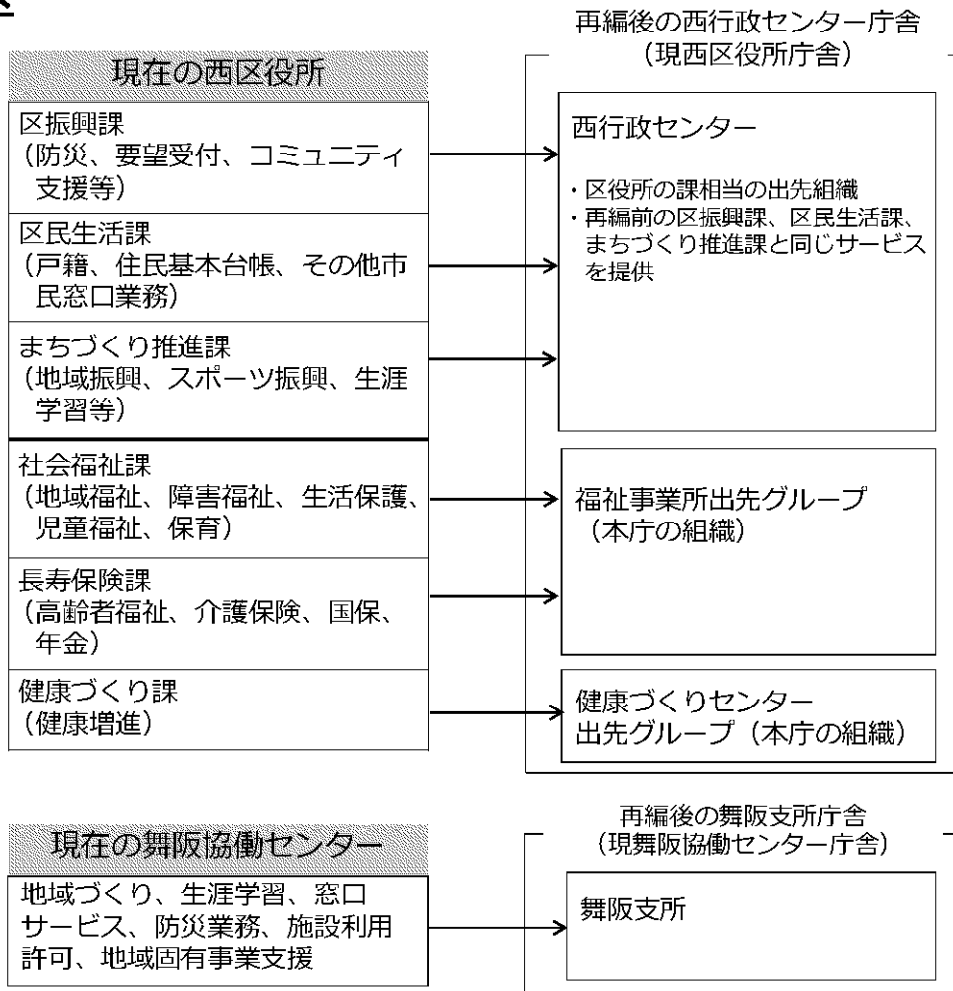 現在の西区役所
区振興課
（防災、要望受付、コミュニティ
支援等）
区民生活課
（戸籍、住民基本台帳、その他市
民窓口業務）
まちづくり推進課
（地域振興、スポーツ振興、生涯
学習等）
社会福祉課
（地域福祉、障害福祉、生活保護、
児童福祉、保育）
長寿保険課
（高齢者福祉、介護保険、国保、
年金）
健康づくり課
（健康増進）
再編後の西行政センター庁舎
（現西区役所庁舎）
西行政センター
・区役所の課相当の出先組織
・再編前の区振興課、区民生活課、
まちづくり推進課と同じサービス
を提供
福祉事業所出先グループ
（本庁の組織）
健康づくりセンター
出先グループ（本庁の組織）
現在の舞阪協働センター
地域づくり、生涯学習、窓口
サービス、防災業務、施設利用
許可、地域固有事業支援
再編後の舞阪支所庁舎
（現舞阪協働センター庁舎）
舞阪支所